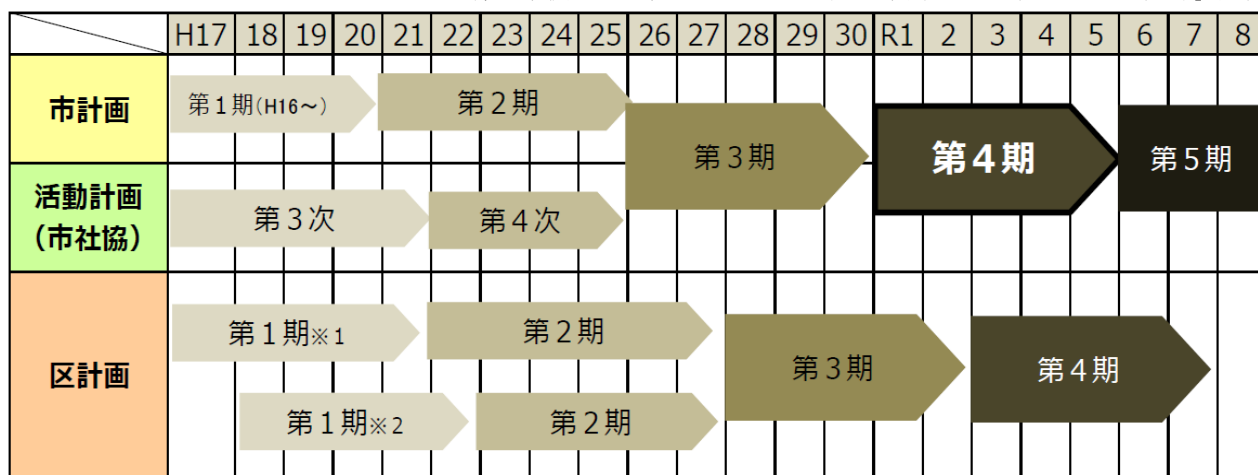 H17 18 19 20 21 22 23 24 25 26 27 28 29 30 R1 2 3 4 5 6 7 8
市計画
第1期(H16～)
第2期
第3期
第4期
第5期
活動計画
(市社協)
第3次
第4次
区計画
第1期※1
第2期
第3期
第4期
第1期※2
第2期